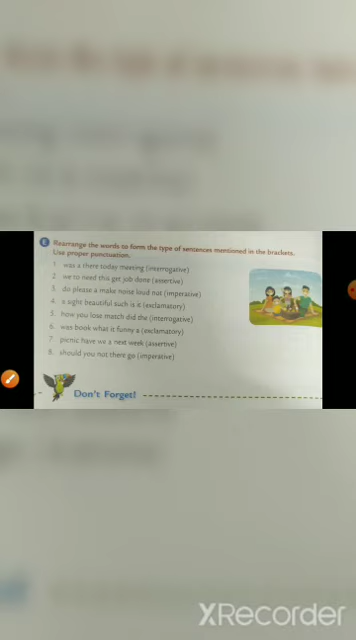 E Rearrange the words to form the type of sentences mentioned in the brackets.
Use proper punctuation.
1. was a there today meeting (interrogative)
2. we to need this get job done (assertive)
3. do please a make noise loud not (imperative)
4. a sight beautiful such is it (exclamatory)
5. how you lose match did the (interrogative)
6. was book what it funny a (exclamatory)
7. picnic have we a next week (assertive)
8. should you not there go (imperative)
Don't Forget!
XRecorder